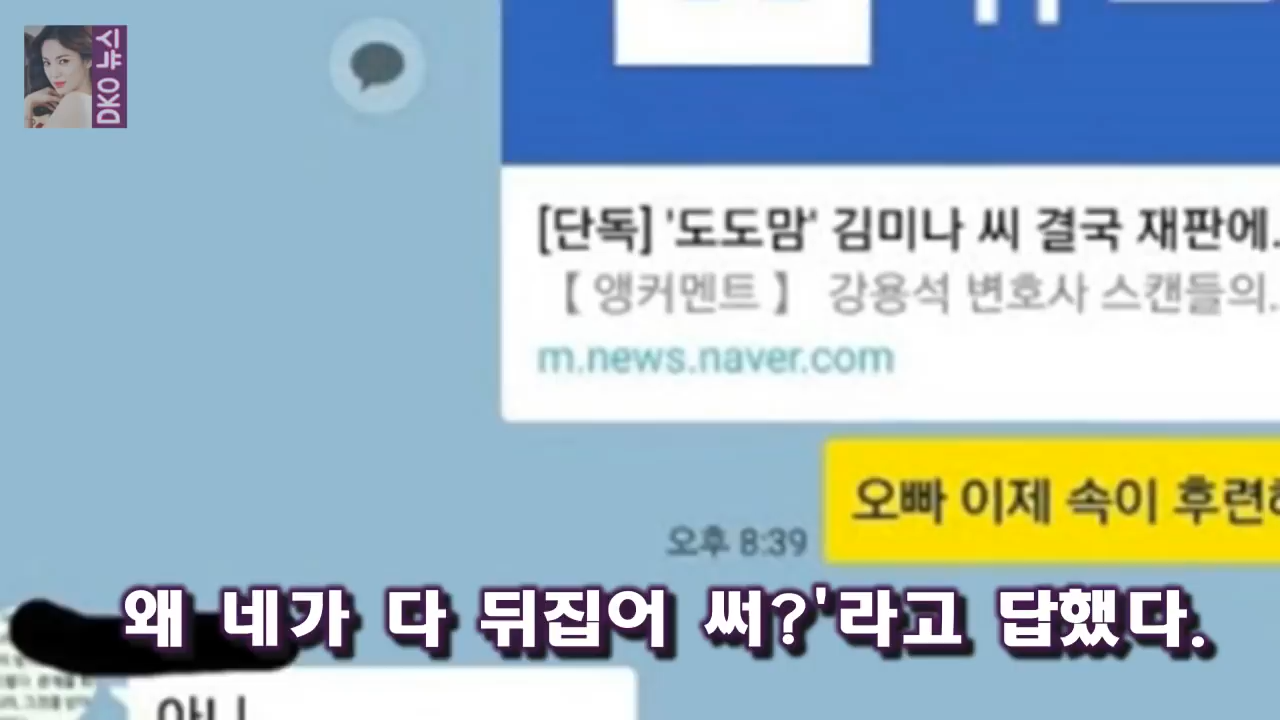 DKO 뉴스
[단독] '도도맘' 김미나 씨 결국 재판에..
【 앵커멘트 】 강용석 변호사 스캔들의..
m.news.naver.com
오빠 이제 속이 후련
오후 8:39
왜 네가 다 뒤집어 써?'라고 답했다.
아니